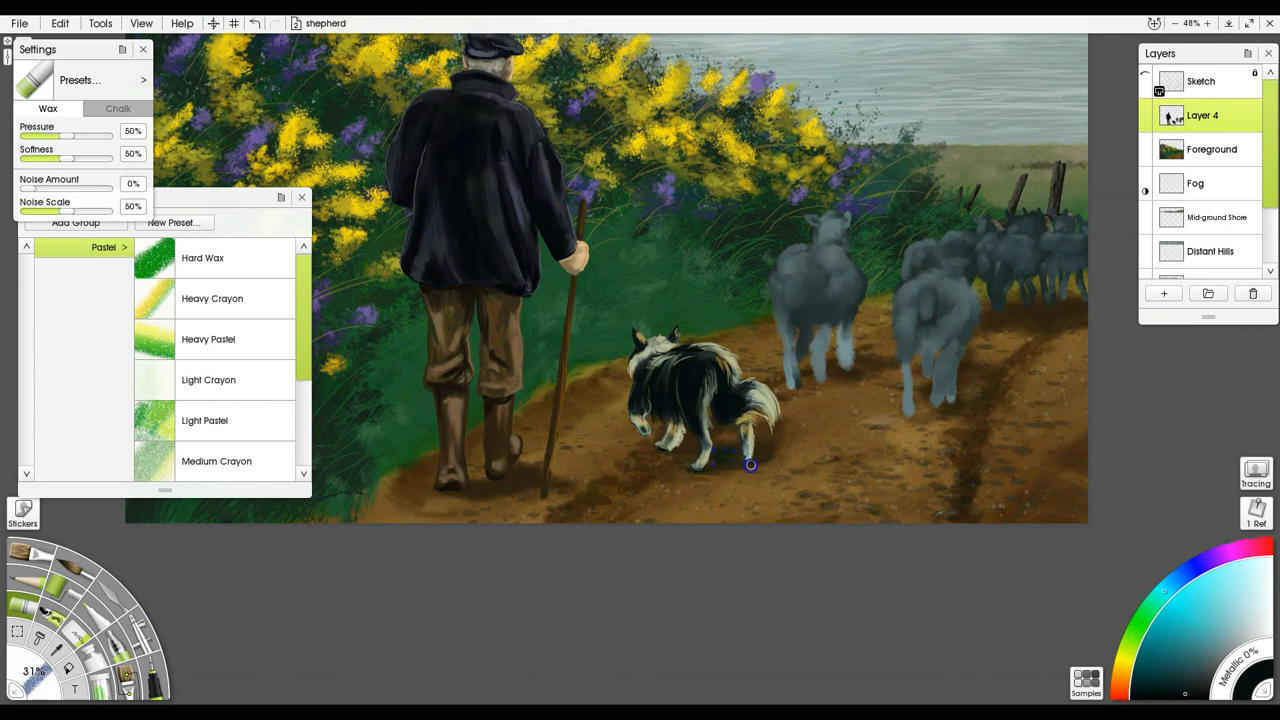 File Edit Tools View Help 2 shepherd 48%
Settings
Presets... >
Wax Chalk
Pressure 50%
Softness 50%
Noise Amount 0%
Noise Scale 50%
Add Group New Preset...
Pastel >
Hard Wax
Heavy Crayon
Heavy Pastel
Light Crayon
Light Pastel
Medium Crayon
Stickers
31%
T
Layers
Sketch
Layer 4
Foreground
Fog
Mid-ground Shore
Distant Hills
Tracing
1 Ref
Metallic 0%
Samples